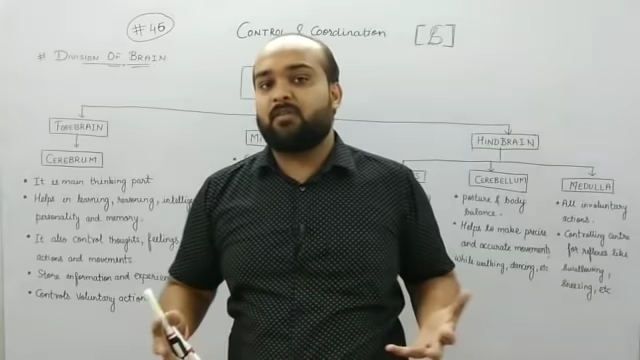 #46
Control & Coordination
[5]
# DIVISION OF BRAIN
FOREBRAIN
M
HINDBRAIN
CEREBRUM
CEREBELLUM
MEDULLA
• It is main thinking part
• Helps in learning, reasoning,
personality and memory.
• It also control thoughts, feelings
actions and movements.
• Store information and
• Controls Voluntary
• posture & body
balance.
• Helps to make precise
and accurate movements
while walking, dancing, etc
• All involuntary
actions.
• Controlling centre
for reflexes like
swallowing,
sneezing, etc